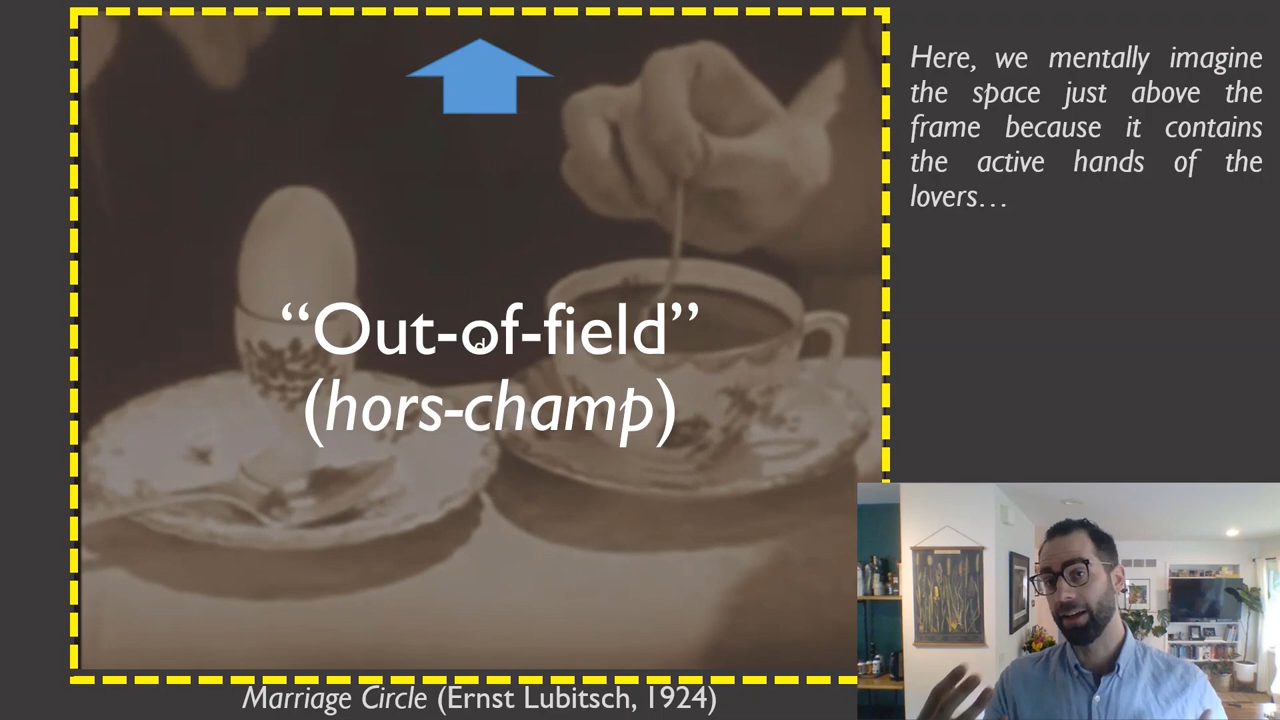 Here, we mentally imagine
the space just above the
frame because it contains
the active hands of the
lovers…
“Out-of-field”
d
(hors-champ)
Marriage Circle (Ernst Lubitsch, 1924)